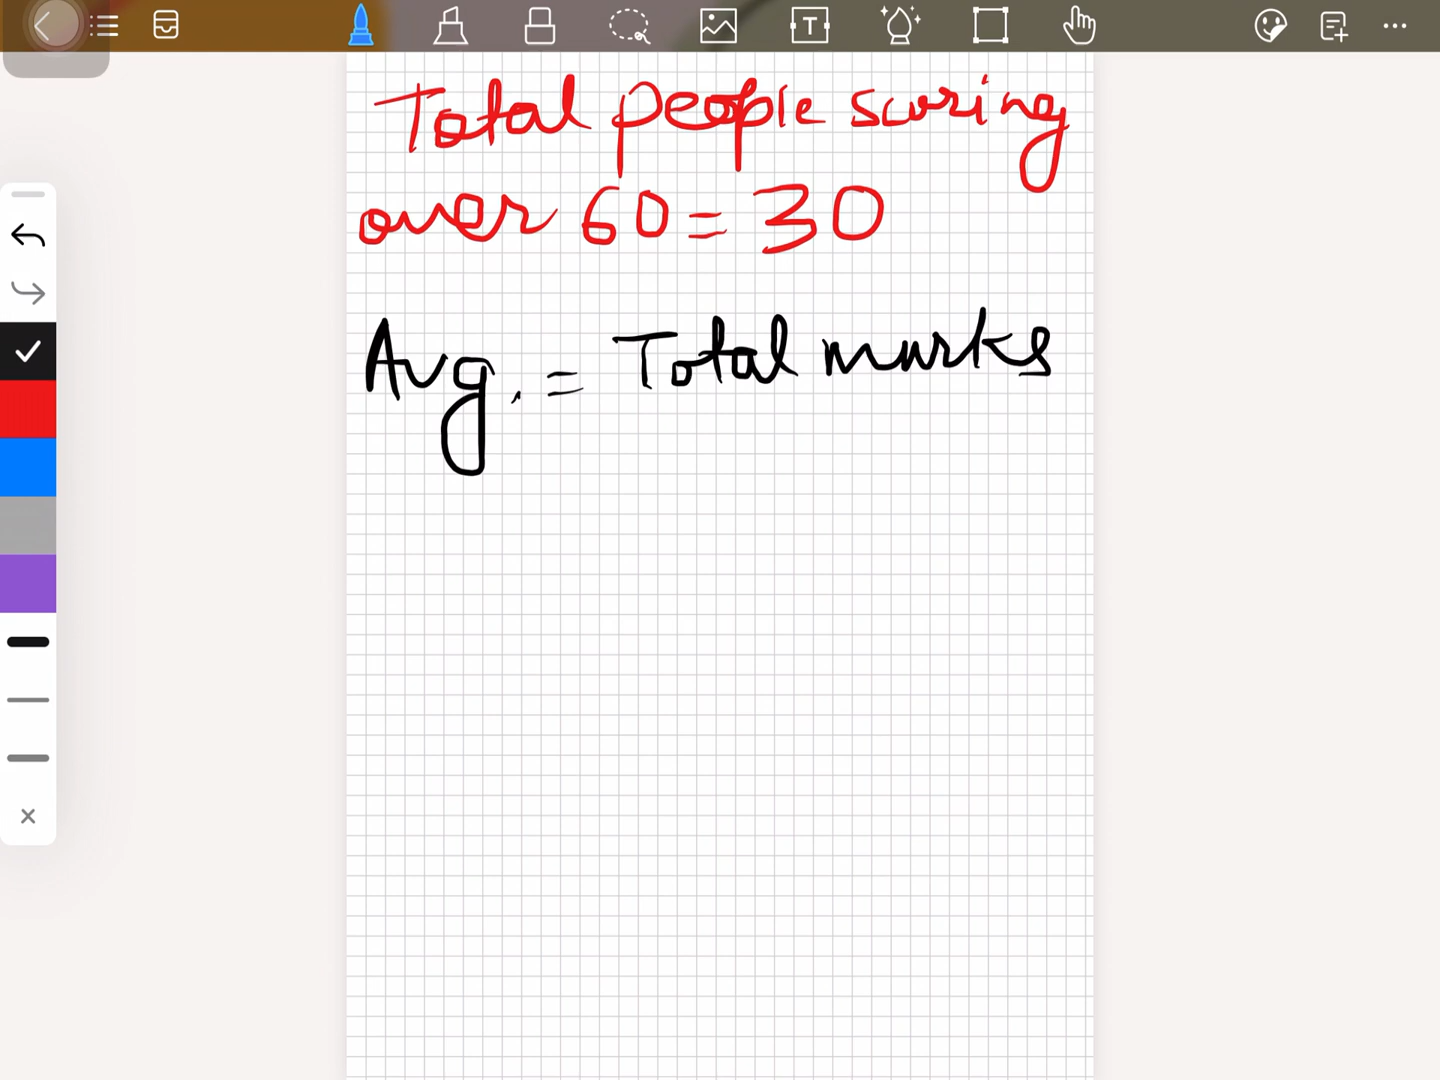 Total people scoring
over 60 = 30
Avg. = Total marks